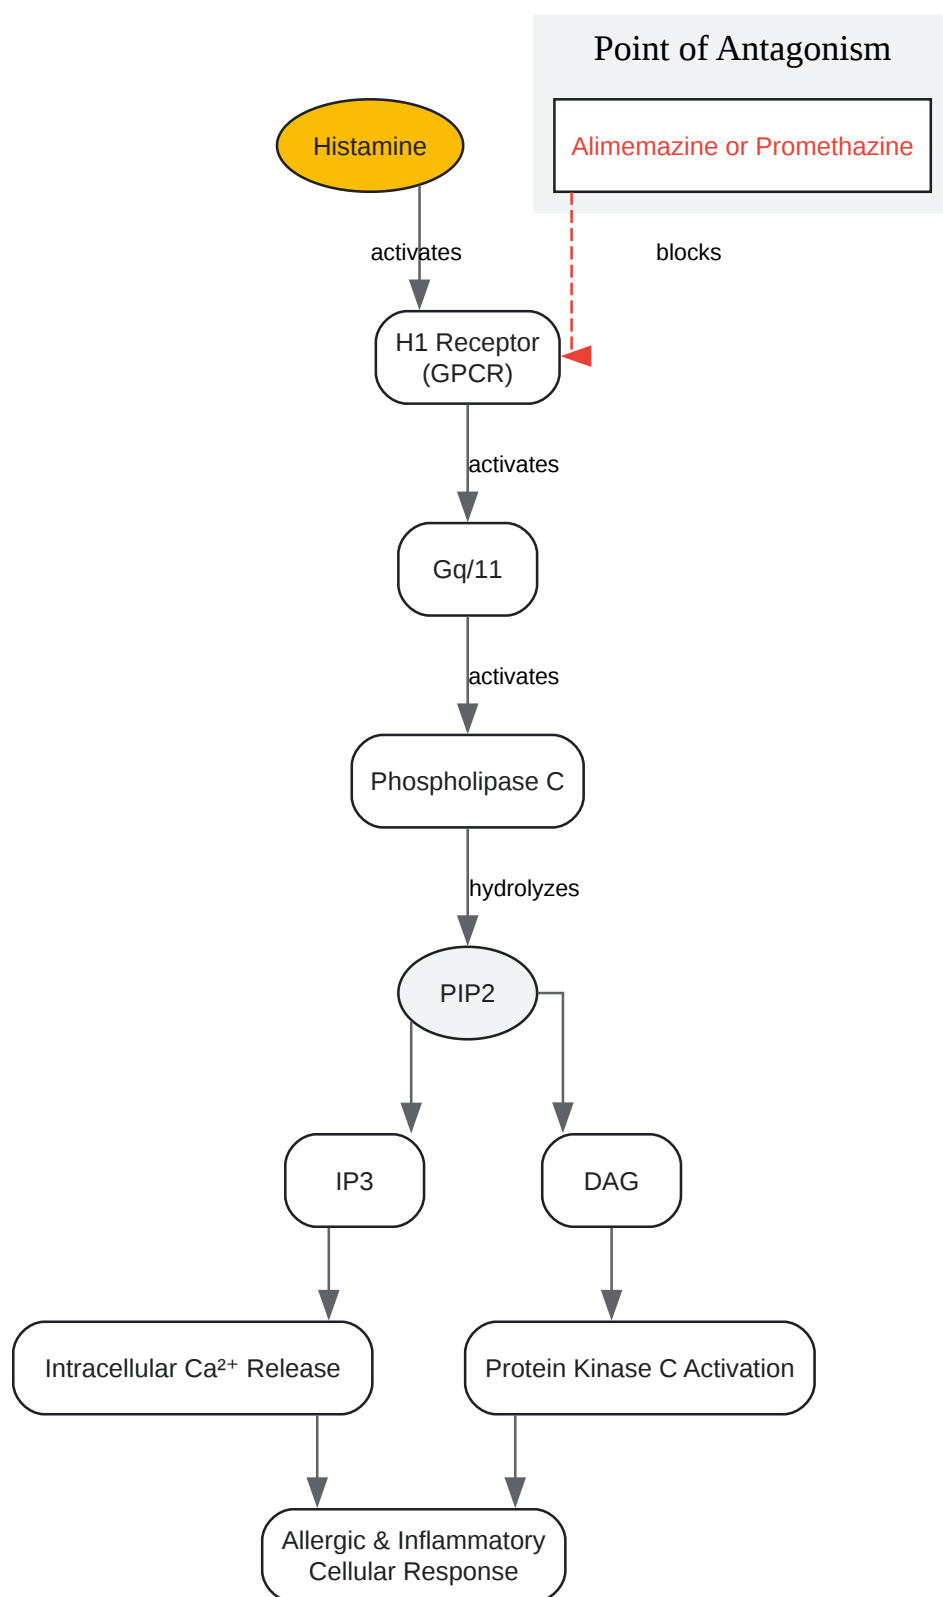 Point of Antagonism
Histamine
Alimemazine or Promethazine
activates
blocks
H1 Receptor
(GPCR)
activates
Gq/11
activates
Phospholipase C
hydrolyzes
PIP2
IP3
DAG
Intracellular Ca²⁺ Release
Protein Kinase C Activation
Allergic & Inflammatory
Cellular Response